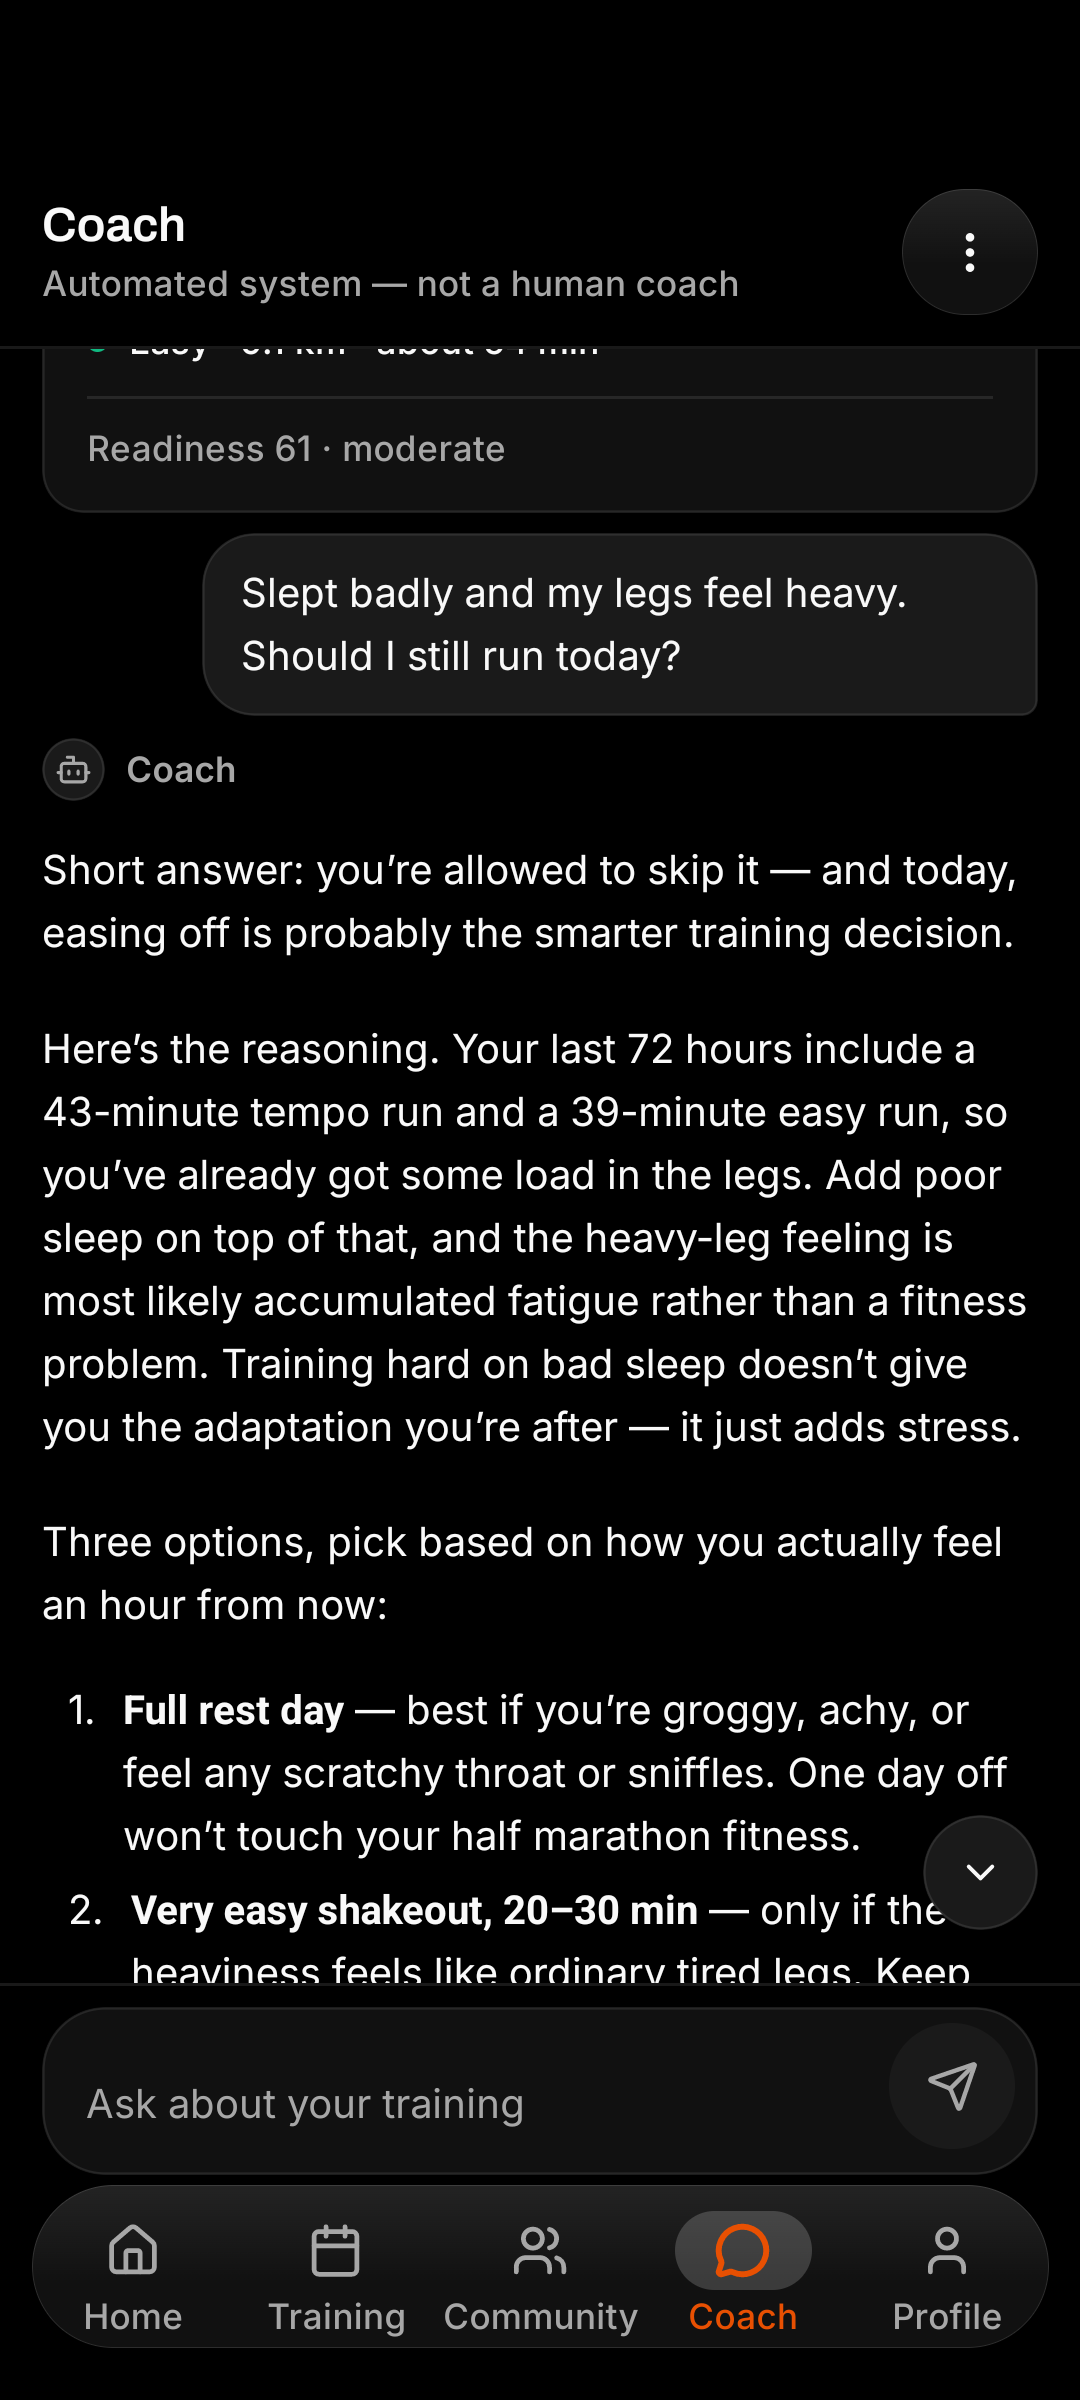 Coach
Automated system — not a human coach
Easy
Readiness 61 · moderate
Slept badly and my legs feel heavy.
Should I still run today?
Coach
Short answer: you’re allowed to skip it — and today,
easing off is probably the smarter training decision.
Here’s the reasoning. Your last 72 hours include a
43-minute tempo run and a 39-minute easy run, so
you’ve already got some load in the legs. Add poor
sleep on top of that, and the heavy-leg feeling is
most likely accumulated fatigue rather than a fitness
problem. Training hard on bad sleep doesn’t give
you the adaptation you’re after — it just adds stress.
Three options, pick based on how you actually feel
an hour from now:
1. Full rest day — best if you’re groggy, achy, or
feel any scratchy throat or sniffles. One day off
won’t touch your half marathon fitness.
2. Very easy shakeout, 20–30 min — only if the
heaviness feels like ordinary tired legs. Keep
Ask about your training
Home
Training
Community
Coach
Profile